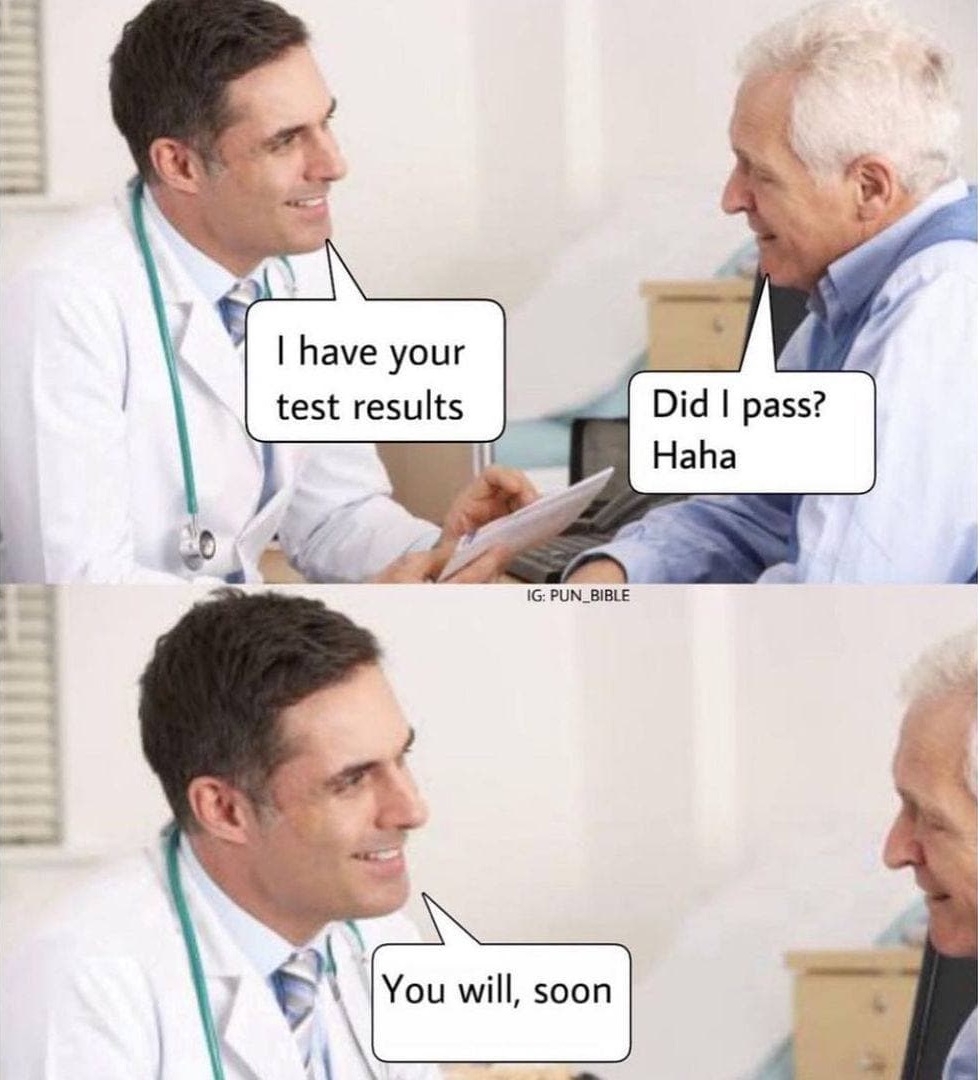 I have your
test results
Did I pass?
Haha
IG: PUN_BIBLE
You will, soon